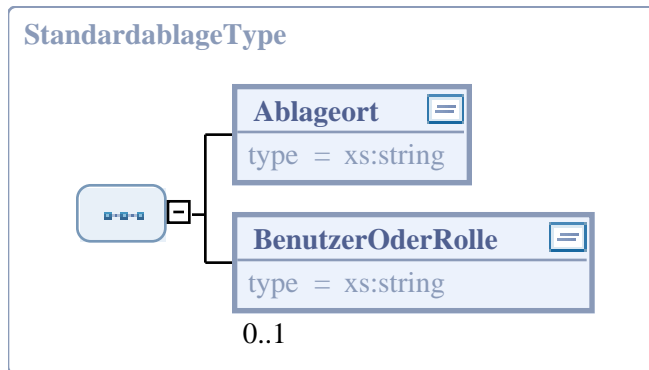 StandardablageType
Ablageort
type = xs:string
BenutzerOderRolle
type = xs:string
0..1